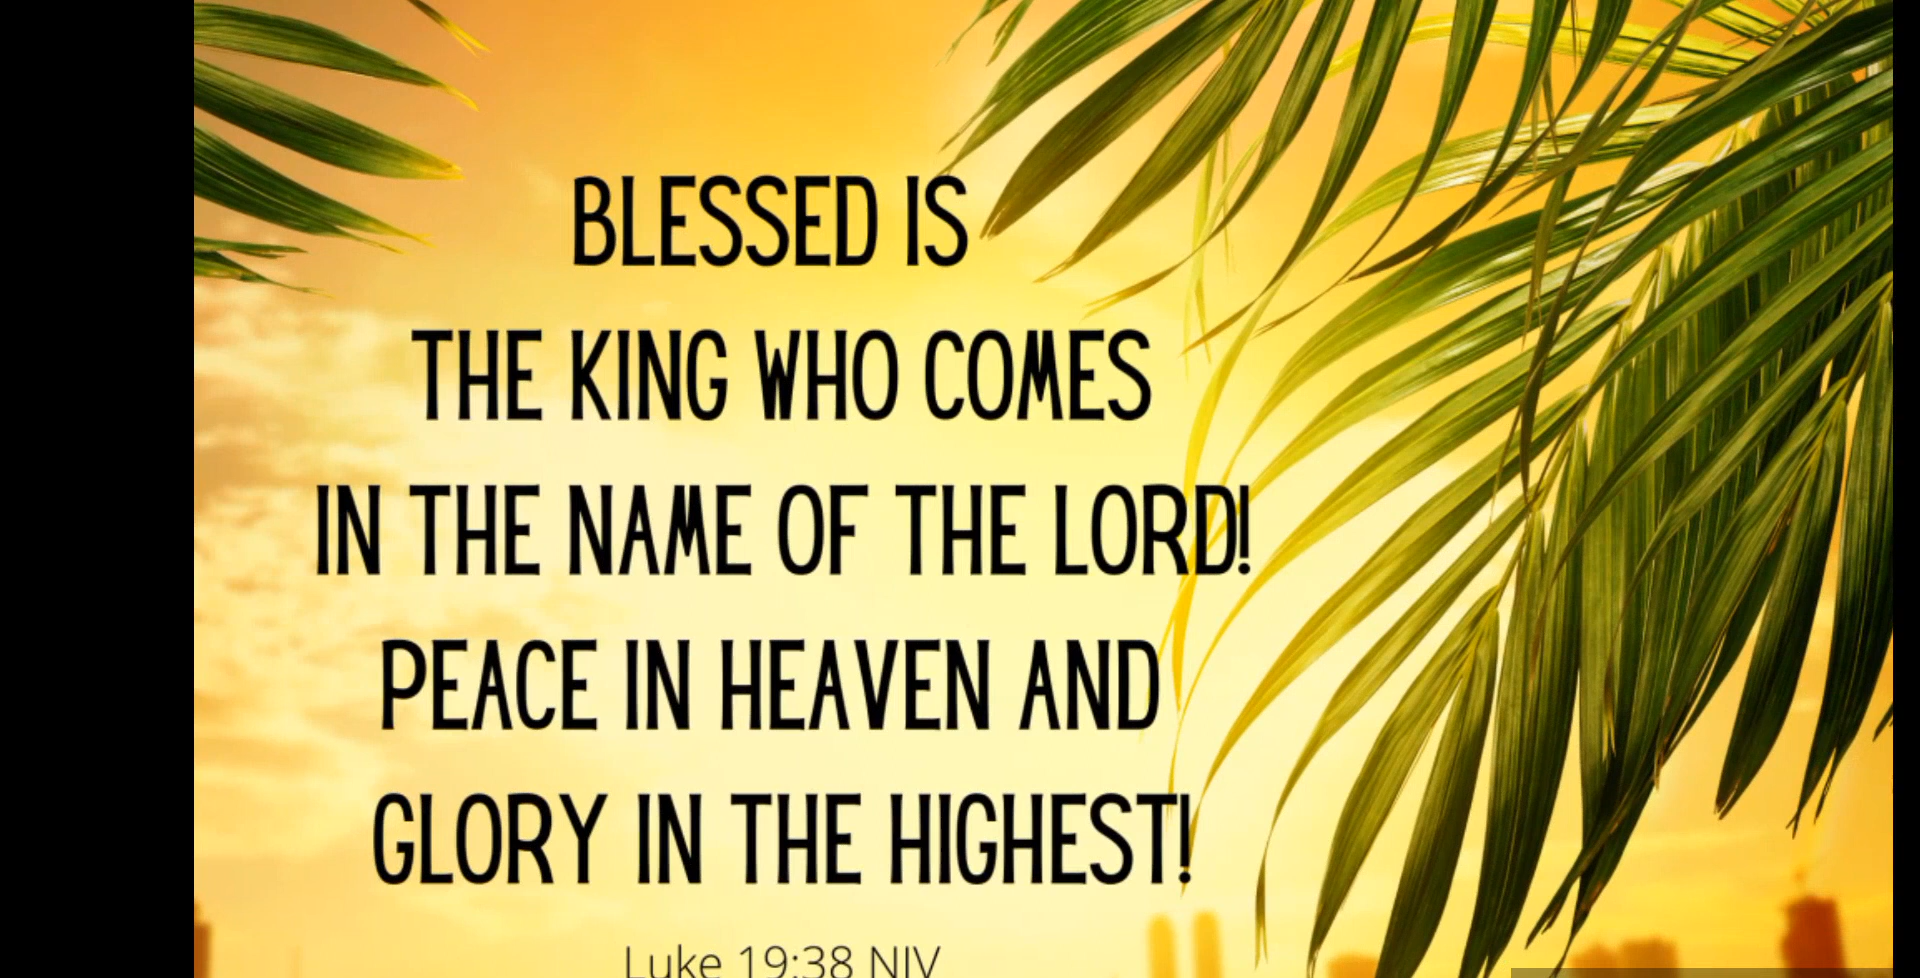 BLESSED IS
THE KING WHO COMES
IN THE NAME OF THE LORD!
PEACE IN HEAVEN AND
GLORY IN THE HIGHEST!
Luke 19:38 NIV